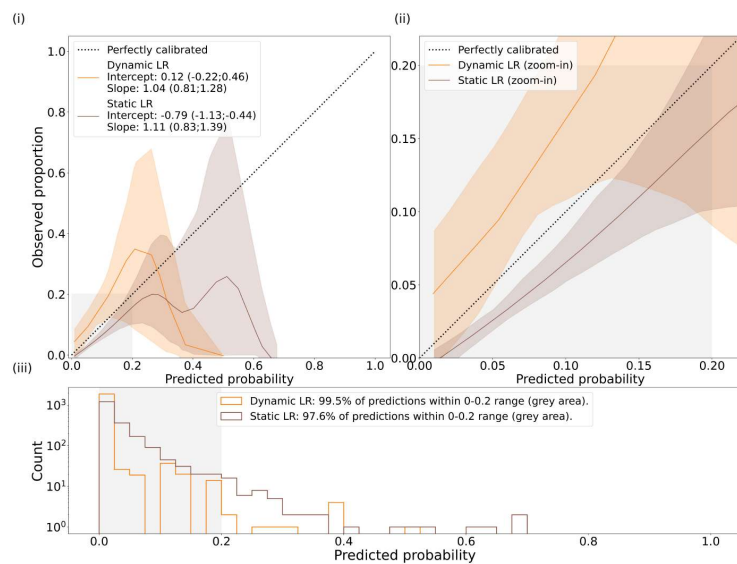 (i)
(ii)
Perfectly calibrated
Dynamic LR
Intercept: 0.12 (-0.22;0.46)
Slope: 1.04 (0.81;1.28)
Static LR
Intercept: -0.79 (-1.13;-0.44)
Slope: 1.11 (0.83;1.39)
Observed proportion
1.0
0.8
0.6
0.4
0.2
0.0
0.0 0.2 0.4 0.6 0.8 1.0
Predicted probability
Perfectly calibrated
Dynamic LR (zoom-in)
Static LR (zoom-in)
0.20
0.15
0.10
0.05
0.00
0.00 0.05 0.10 0.15 0.20
Predicted probability
(iii)
Dynamic LR: 99.5% of predictions within 0-0.2 range (grey area).
Static LR: 97.6% of predictions within 0-0.2 range (grey area).
Count
10³
10²
10¹
10⁰
0.0 0.2 0.4 0.6 0.8 1.0
Predicted probability